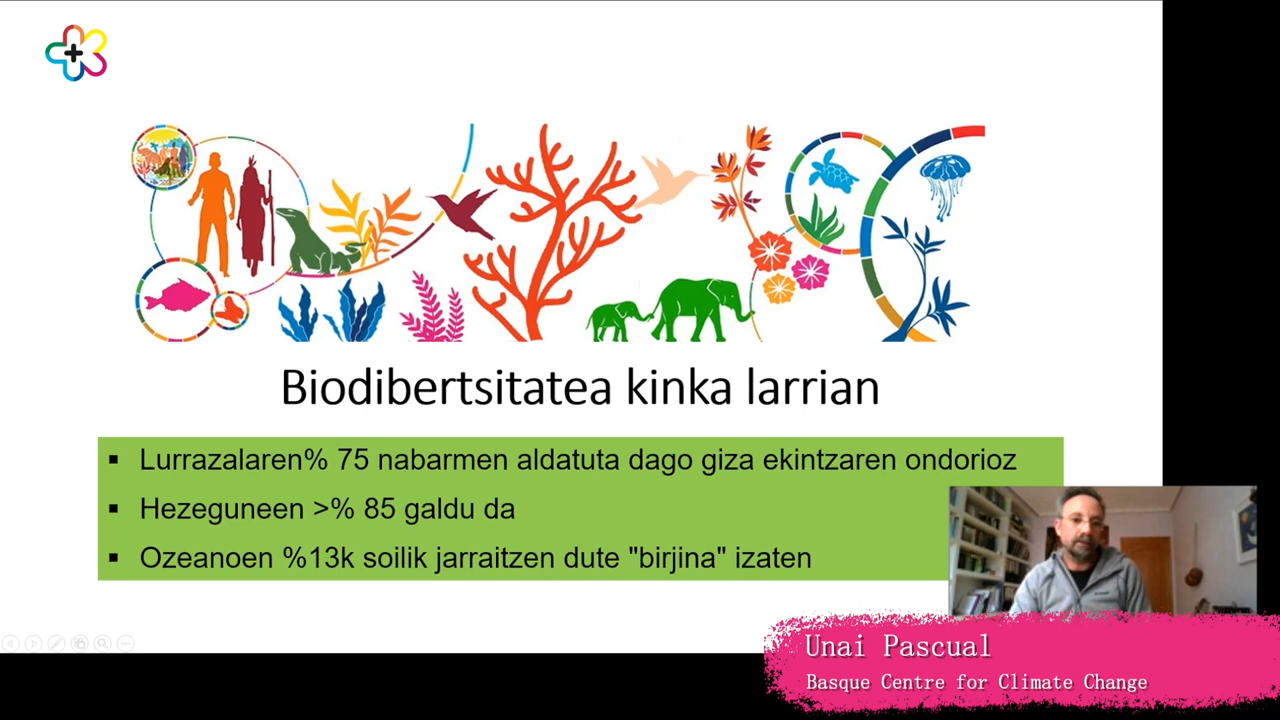 Biodibertsitatea kinka larrian
▪ Lurrazalaren% 75 nabarmen aldatuta dago giza ekintzaren ondorioz
▪ Hezeguneen >% 85 galdu da
▪ Ozeanoen %13k soilik jarraitzen dute "birjina" izaten
Unai Pascual
Basque Centre for Climate Change